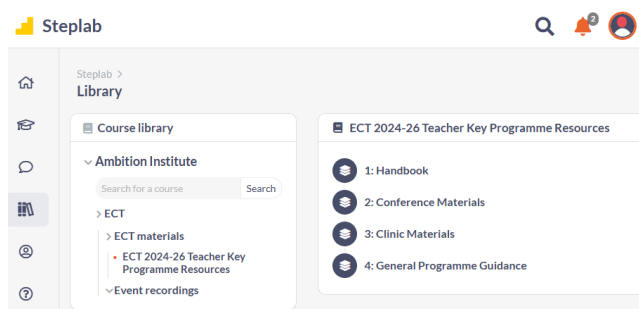 Steplab
2
Steplab >
Library
Course library
Ambition Institute
Search for a course
Search
ECT
ECT materials
ECT 2024-26 Teacher Key
Programme Resources
Event recordings
ECT 2024-26 Teacher Key Programme Resources
1: Handbook
2: Conference Materials
3: Clinic Materials
4: General Programme Guidance